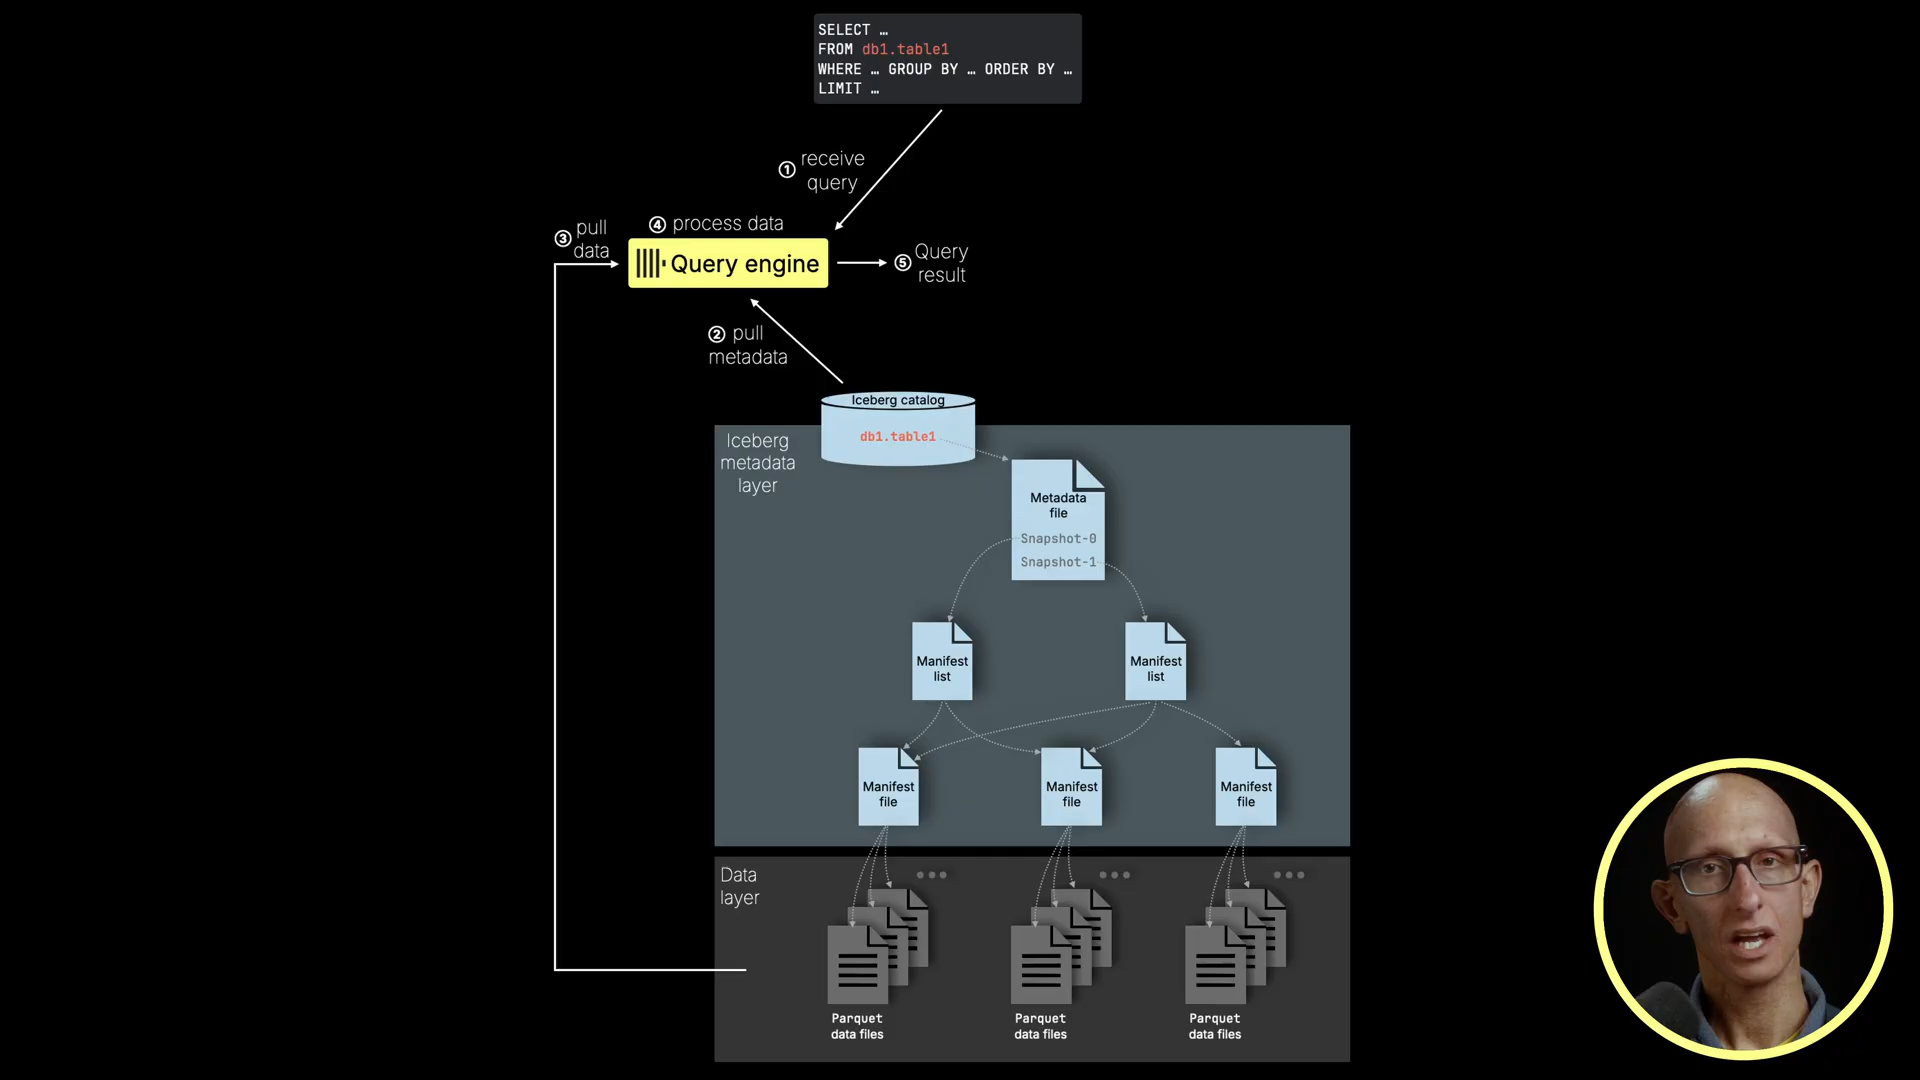 SELECT …
FROM db1.table1
WHERE … GROUP BY … ORDER BY …
LIMIT …
① receive
query
④ process data
③ pull
data
Query engine
⑤ Query
result
② pull
metadata
Iceberg catalog
db1.table1
Iceberg
metadata
layer
Metadata
file
Snapshot-0
Snapshot-1
Manifest
list
Manifest
list
Manifest
file
Manifest
file
Manifest
file
Data
layer
Parquet
data files
Parquet
data files
Parquet
data files